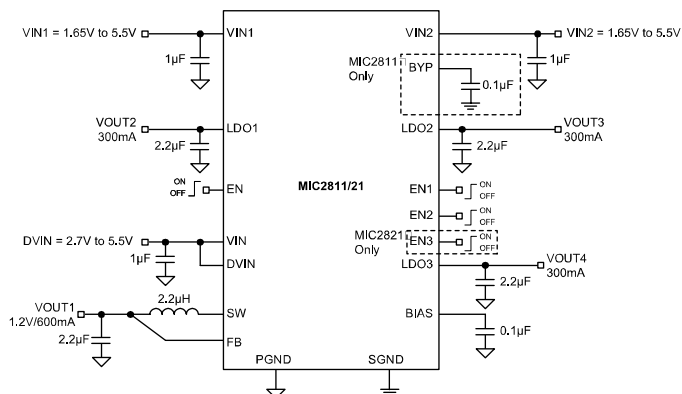 VIN1 = 1.65V to 5.5V
VIN1
1µF
VIN2
VIN2 = 1.65V to 5.5V
1µF
MIC2811
Only
BYP
0.1µF
VOUT2
300mA
LDO1
2.2µF
LDO2
VOUT3
300mA
2.2µF
ON
OFF
EN
MIC2811/21
EN1
ON
OFF
EN2
ON
OFF
MIC2821
Only
EN3
ON
OFF
DVIN = 2.7V to 5.5V
VIN
1µF
DVIN
LDO3
VOUT4
300mA
2.2µF
VOUT1
1.2V/600mA
2.2µH
SW
2.2µF
FB
BIAS
0.1µF
PGND
SGND